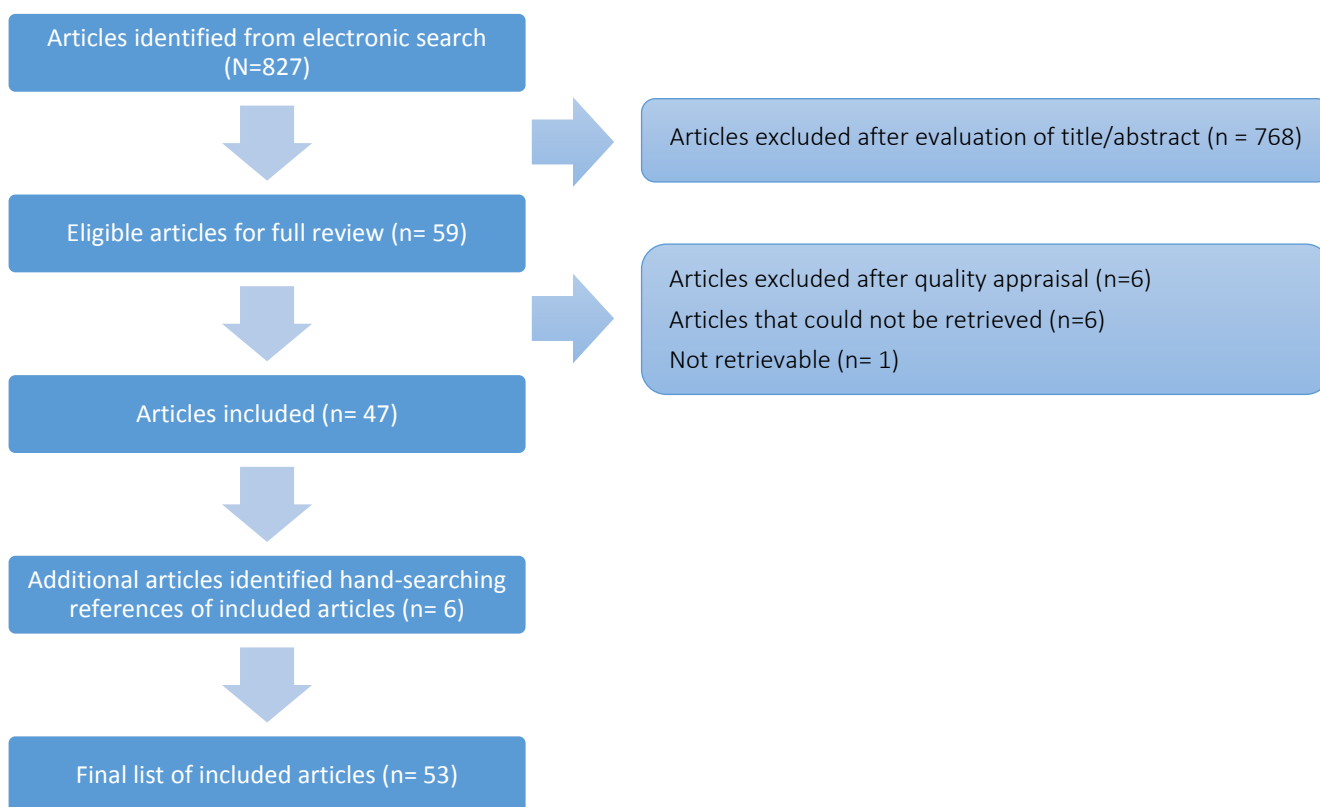 Articles identified from electronic search
(N=827)
Articles excluded after evaluation of title/abstract (n = 768)
Eligible articles for full review (n= 59)
Articles excluded after quality appraisal (n=6)
Articles that could not be retrieved (n=6)
Not retrievable (n= 1)
Articles included (n= 47)
Additional articles identified hand-searching
references of included articles (n= 6)
Final list of included articles (n= 53)